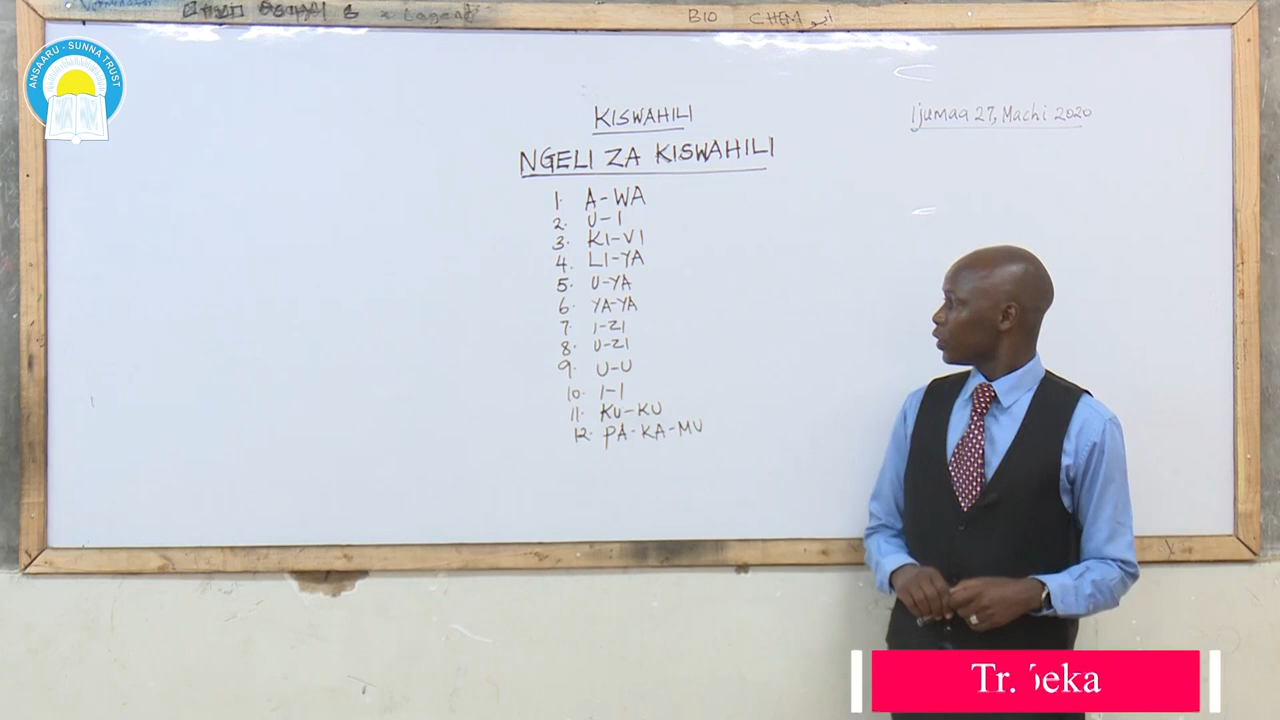 BIO CHEM
ANSAARU - SUNNA TRUST
KISWAHILI
Ijumaa 27, Machi 2020
NGELI ZA KISWAHILI
1. A-WA
2. U-I
3. KI-VI
4. LI-YA
5. U-YA
6. YA-YA
7. I-ZI
8. U-ZI
9. U-U
10. I-I
11. KU-KU
12. PA-KA-MU
Tr.